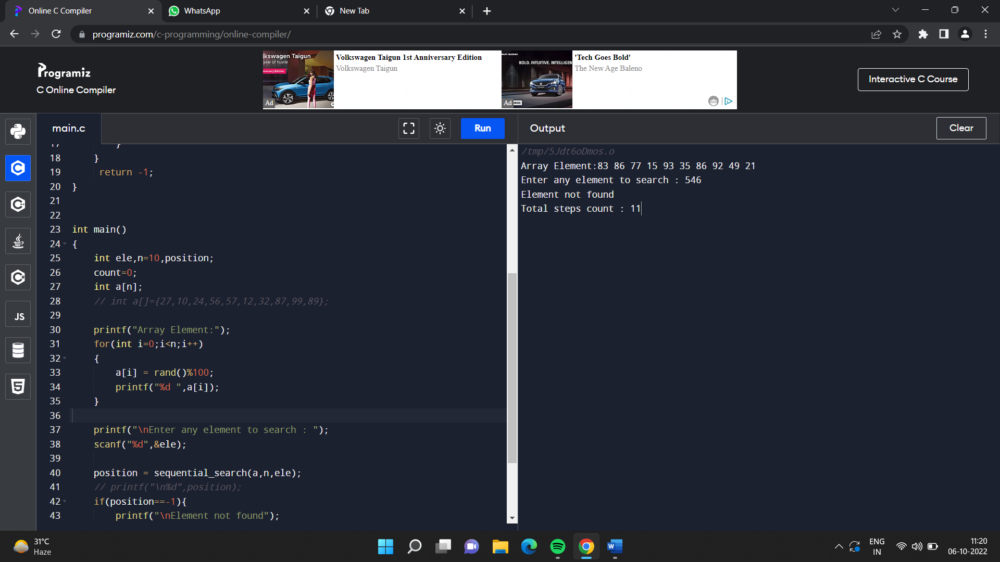 Online C Compiler
WhatsApp
New Tab
programiz.com/c-programming/online-compiler/
Programiz
C Online Compiler
lkswagen Taigun
year of hustle
Ad
Volkswagen Taigun 1st Anniversary Edition
Volkswagen Taigun
BOLD. INTUITIVE. INTELLIGEN
Ad
'Tech Goes Bold'
The New Age Baleno
Interactive C Course
main.c
Run
Output
Clear
17 }
18 }
19 return -1;
20 }
21
22
23 int main()
24 {
25 int ele,n=10,position;
26 count=0;
27 int a[n];
28 // int a[]={27,10,24,56,57,12,32,87,99,89};
29
30 printf("Array Element:");
31 for(int i=0;i<n;i++)
32 {
33 a[i] = rand()%100;
34 printf("%d ",a[i]);
35 }
36
37 printf("\nEnter any element to search : ");
38 scanf("%d",&ele);
39
40 position = sequential_search(a,n,ele);
41 // printf("\n%d",position);
42 if(position==-1){
43 printf("\nElement not found");
/tmp/5Jdt6oDmos.o
Array Element:83 86 77 15 93 35 86 92 49 21
Enter any element to search : 546
Element not found
Total steps count : 11
JS
31°C
Haze
ENG
IN
11:20
06-10-2022